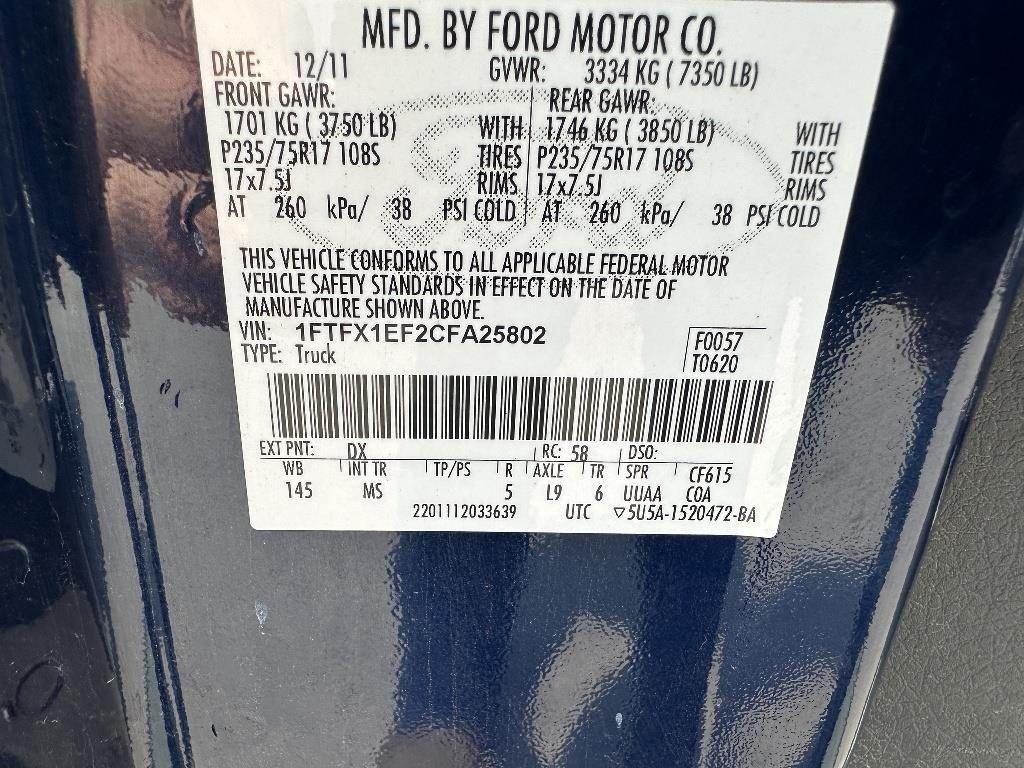 MFD. BY FORD MOTOR CO.
DATE: 12/11 GVWR: 3334 KG ( 7350 LB)
FRONT GAWR: REAR GAWR:
1701 KG ( 3750 LB) WITH 1746 KG ( 3850 LB) WITH
P235/75R17 108S TIRES P235/75R17 108S TIRES
17x7.5J RIMS 17x7.5J RIMS
AT 260 kPa/ 38 PSI COLD AT 260 kPa/ 38 PSI COLD
THIS VEHICLE CONFORMS TO ALL APPLICABLE FEDERAL MOTOR
VEHICLE SAFETY STANDARDS IN EFFECT ON THE DATE OF
MANUFACTURE SHOWN ABOVE.
VIN: 1FTFX1EF2CFA25802 F0057
TYPE: Truck T0620
EXT PNT: DX RC: 58 DSO:
WB INT TR TP/PS R AXLE TR SPR CF615
145 MS 5 L9 6 UUAA COA
2201112033639 UTC ▽5U5A-1520472-BA
Ford